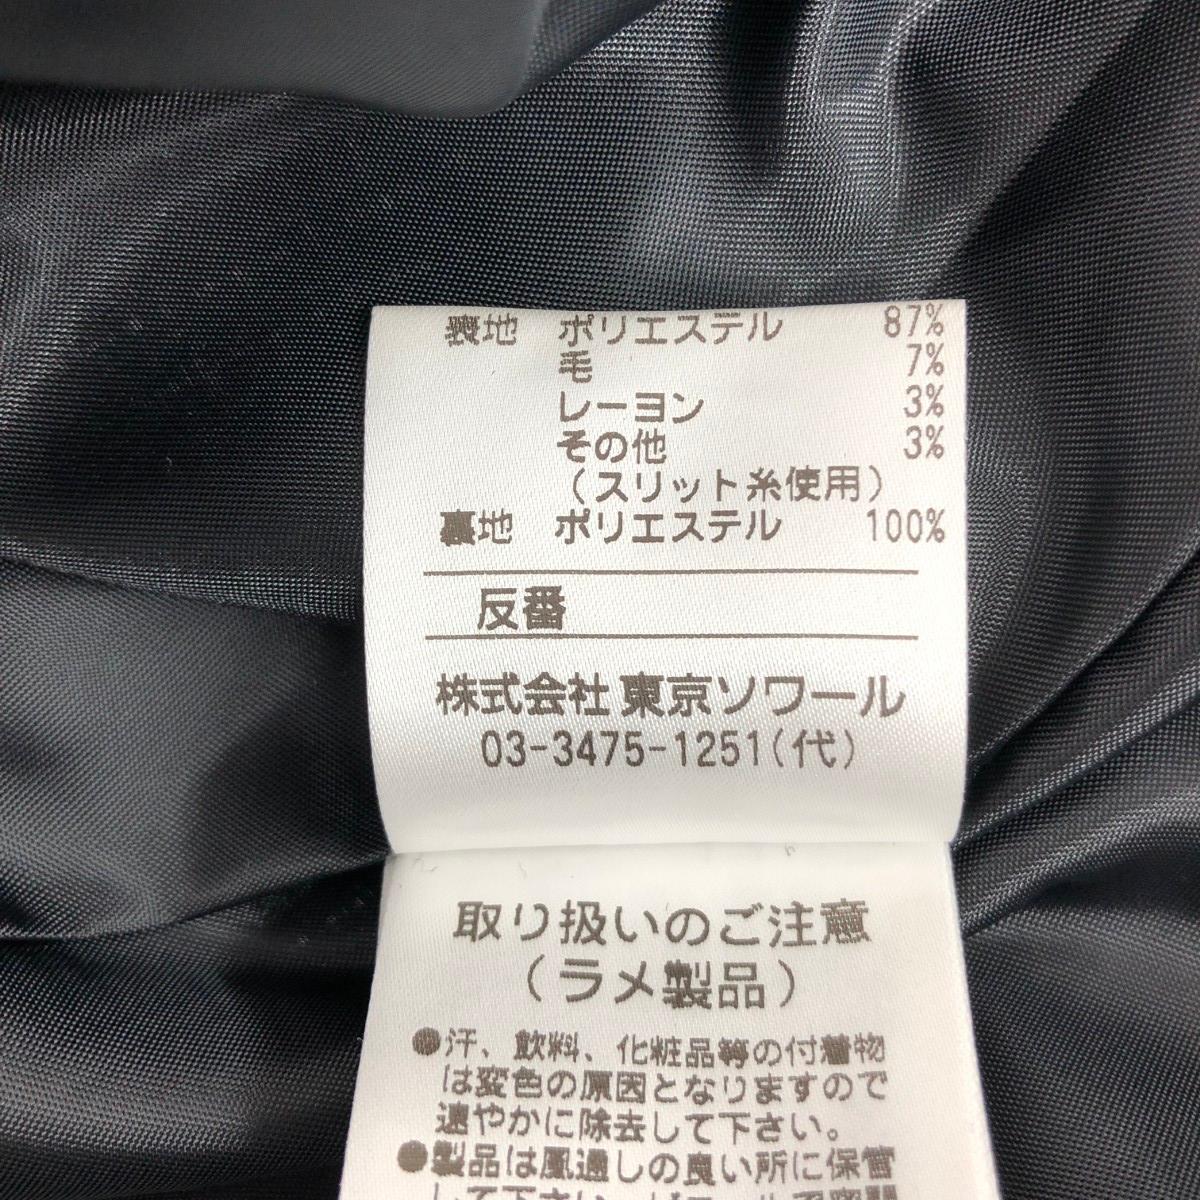 表地 ポリエステル 87%
毛 7%
レーヨン 3%
その他 3%
（スリット糸使用）
裏地 ポリエステル 100%
反番
株式会社 東京ソワール
03-3475-1251（代）
取り扱いのご注意
（ラメ製品）
●汗、飲料、化粧品等の付着物
は変色の原因となりますので
速やかに除去して下さい。
●製品は風通しの良い所に保管
して下さい。